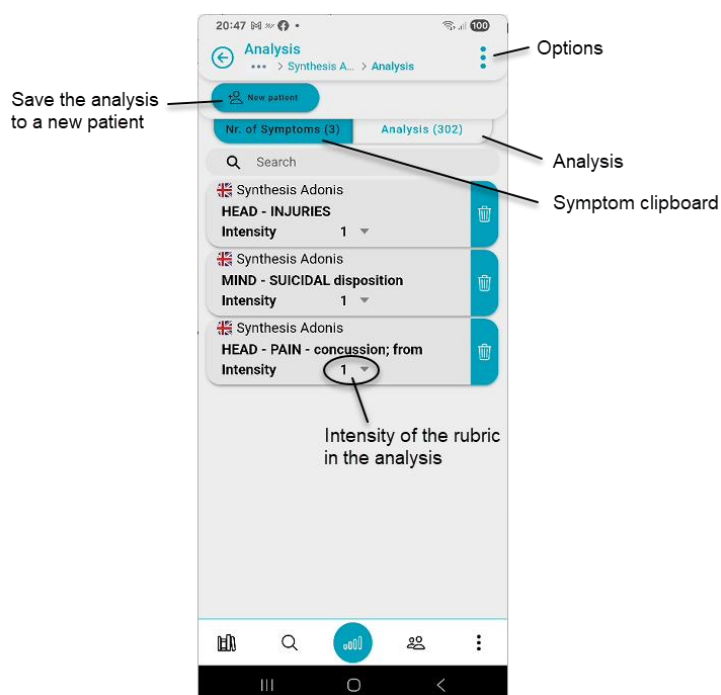 20:47
100
Analysis
••• > Synthesis A... > Analysis
Options
New patient
Save the analysis
to a new patient
Nr. of Symptoms (3)
Analysis (302)
Search
Analysis
Symptom clipboard
Synthesis Adonis
HEAD - INJURIES
Intensity 1
Synthesis Adonis
MIND - SUICIDAL disposition
Intensity 1
Synthesis Adonis
HEAD - PAIN - concussion; from
Intensity 1
Intensity of the rubric
in the analysis